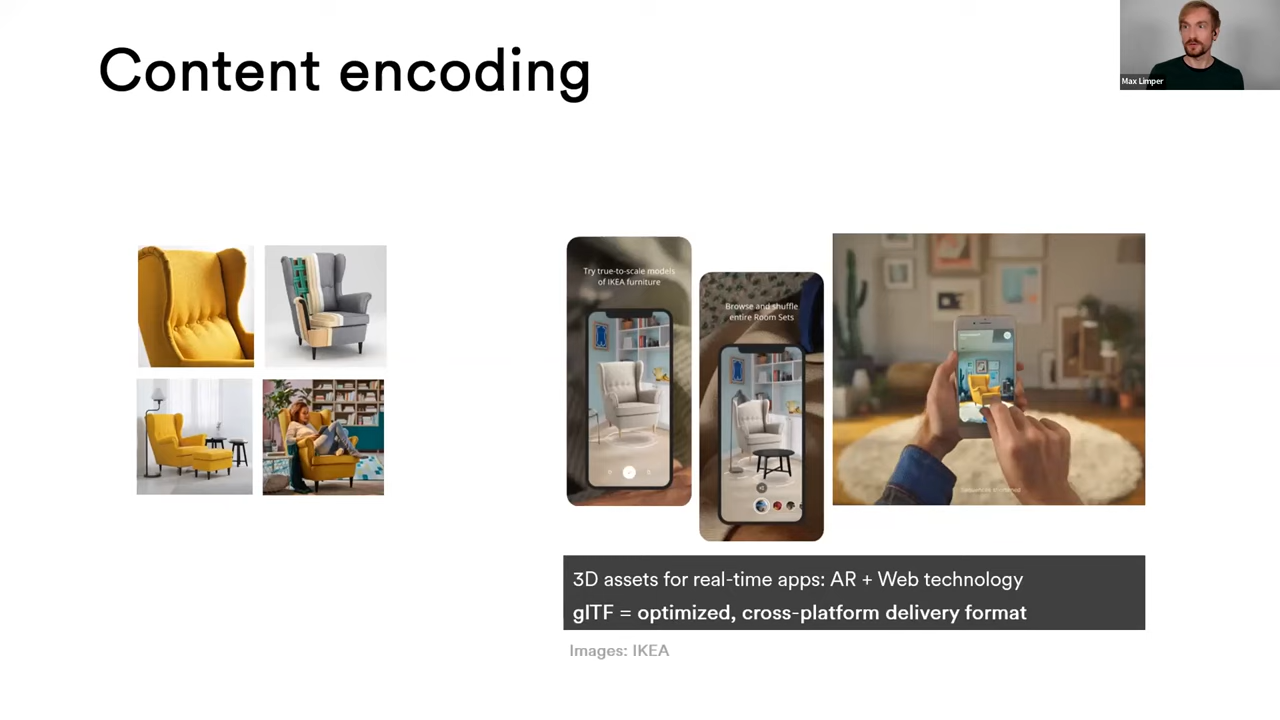 Content encoding
Max Limper
Try true-to-scale models
of IKEA furniture
Browse and shuffle
entire Room Sets
3D assets for real-time apps: AR + Web technology
glTF = optimized, cross-platform delivery format
Images: IKEA